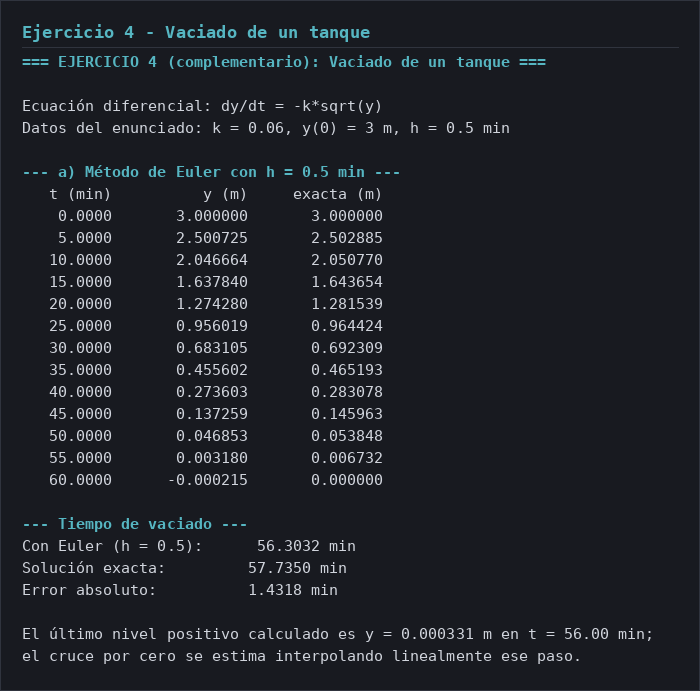 Ejercicio 4 - Vaciado de un tanque
=== EJERCICIO 4 (complementario): Vaciado de un tanque ===
Ecuación diferencial: dy/dt = -k*sqrt(y)
Datos del enunciado: k = 0.06, y(0) = 3 m, h = 0.5 min
--- a) Método de Euler con h = 0.5 min ---
t (min) y (m) exacta (m)
0.0000 3.000000 3.000000
5.0000 2.500725 2.502885
10.0000 2.046664 2.050770
15.0000 1.637840 1.643654
20.0000 1.274280 1.281539
25.0000 0.956019 0.964424
30.0000 0.683105 0.692309
35.0000 0.455602 0.465193
40.0000 0.273603 0.283078
45.0000 0.137259 0.145963
50.0000 0.046853 0.053848
55.0000 0.003180 0.006732
60.0000 -0.000215 0.000000
--- Tiempo de vaciado ---
Con Euler (h = 0.5): 56.3032 min
Solución exacta: 57.7350 min
Error absoluto: 1.4318 min
El último nivel positivo calculado es y = 0.000331 m en t = 56.00 min;
el cruce por cero se estima interpolando linealmente ese paso.